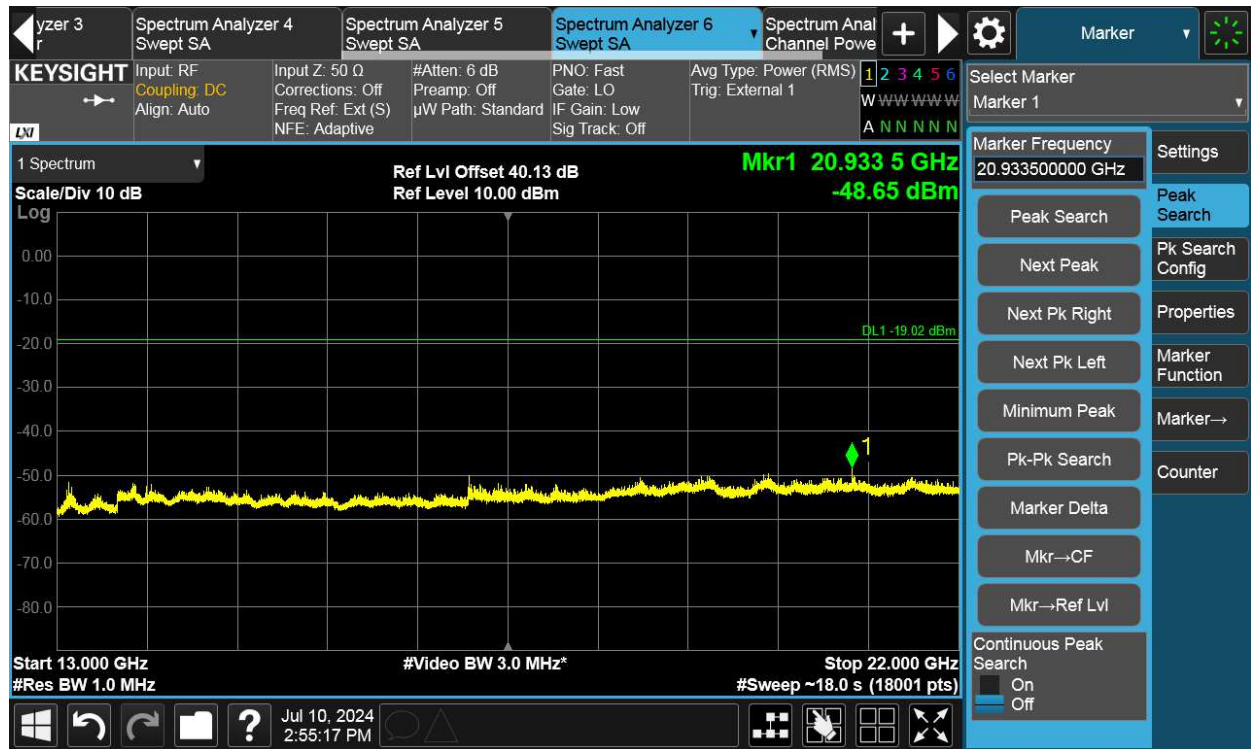 yzer 3
r
Spectrum Analyzer 4
Swept SA
Spectrum Analyzer 5
Swept SA
Spectrum Analyzer 6
Swept SA
Spectrum Anal
Channel Powe
+
Marker
KEYSIGHT
LXI
Input: RF
Coupling: DC
Align: Auto
Input Z: 50 Ω
Corrections: Off
Freq Ref: Ext (S)
NFE: Adaptive
#Atten: 6 dB
Preamp: Off
µW Path: Standard
PNO: Fast
Gate: LO
IF Gain: Low
Sig Track: Off
Avg Type: Power (RMS)
Trig: External 1
1 2 3 4 5 6
W W W W W W
A N N N N N
Select Marker
Marker 1
1 Spectrum
Scale/Div 10 dB
Log
Ref Lvl Offset 40.13 dB
Ref Level 10.00 dBm
Mkr1 20.933 5 GHz
-48.65 dBm
0.00
-10.0
-20.0
-30.0
-40.0
-50.0
-60.0
-70.0
-80.0
DL1 -19.02 dBm
1
Start 13.000 GHz
#Res BW 1.0 MHz
#Video BW 3.0 MHz*
Stop 22.000 GHz
#Sweep ~18.0 s (18001 pts)
Marker Frequency
20.933500000 GHz
Peak Search
Next Peak
Next Pk Right
Next Pk Left
Minimum Peak
Pk-Pk Search
Marker Delta
Mkr→CF
Mkr→Ref Lvl
Continuous Peak
Search
On
Off
Settings
Peak
Search
Pk Search
Config
Properties
Marker
Function
Marker→
Counter
?
Jul 10, 2024
2:55:17 PM